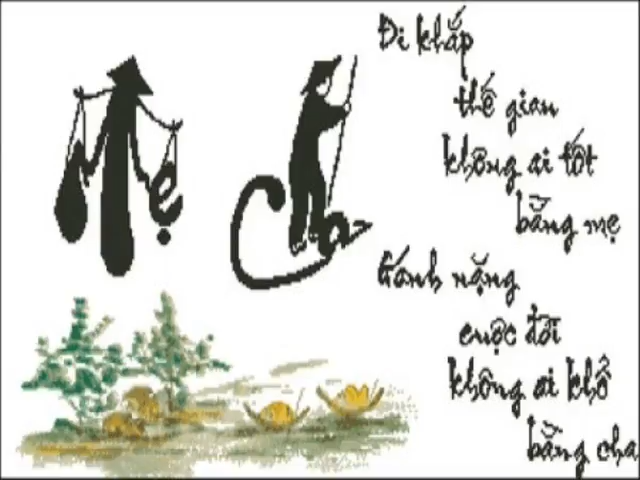 Mẹ Cha
Đi khắp
thế gian
không ai tốt
bằng mẹ
Gánh nặng
cuộc đời
không ai khổ
bằng cha